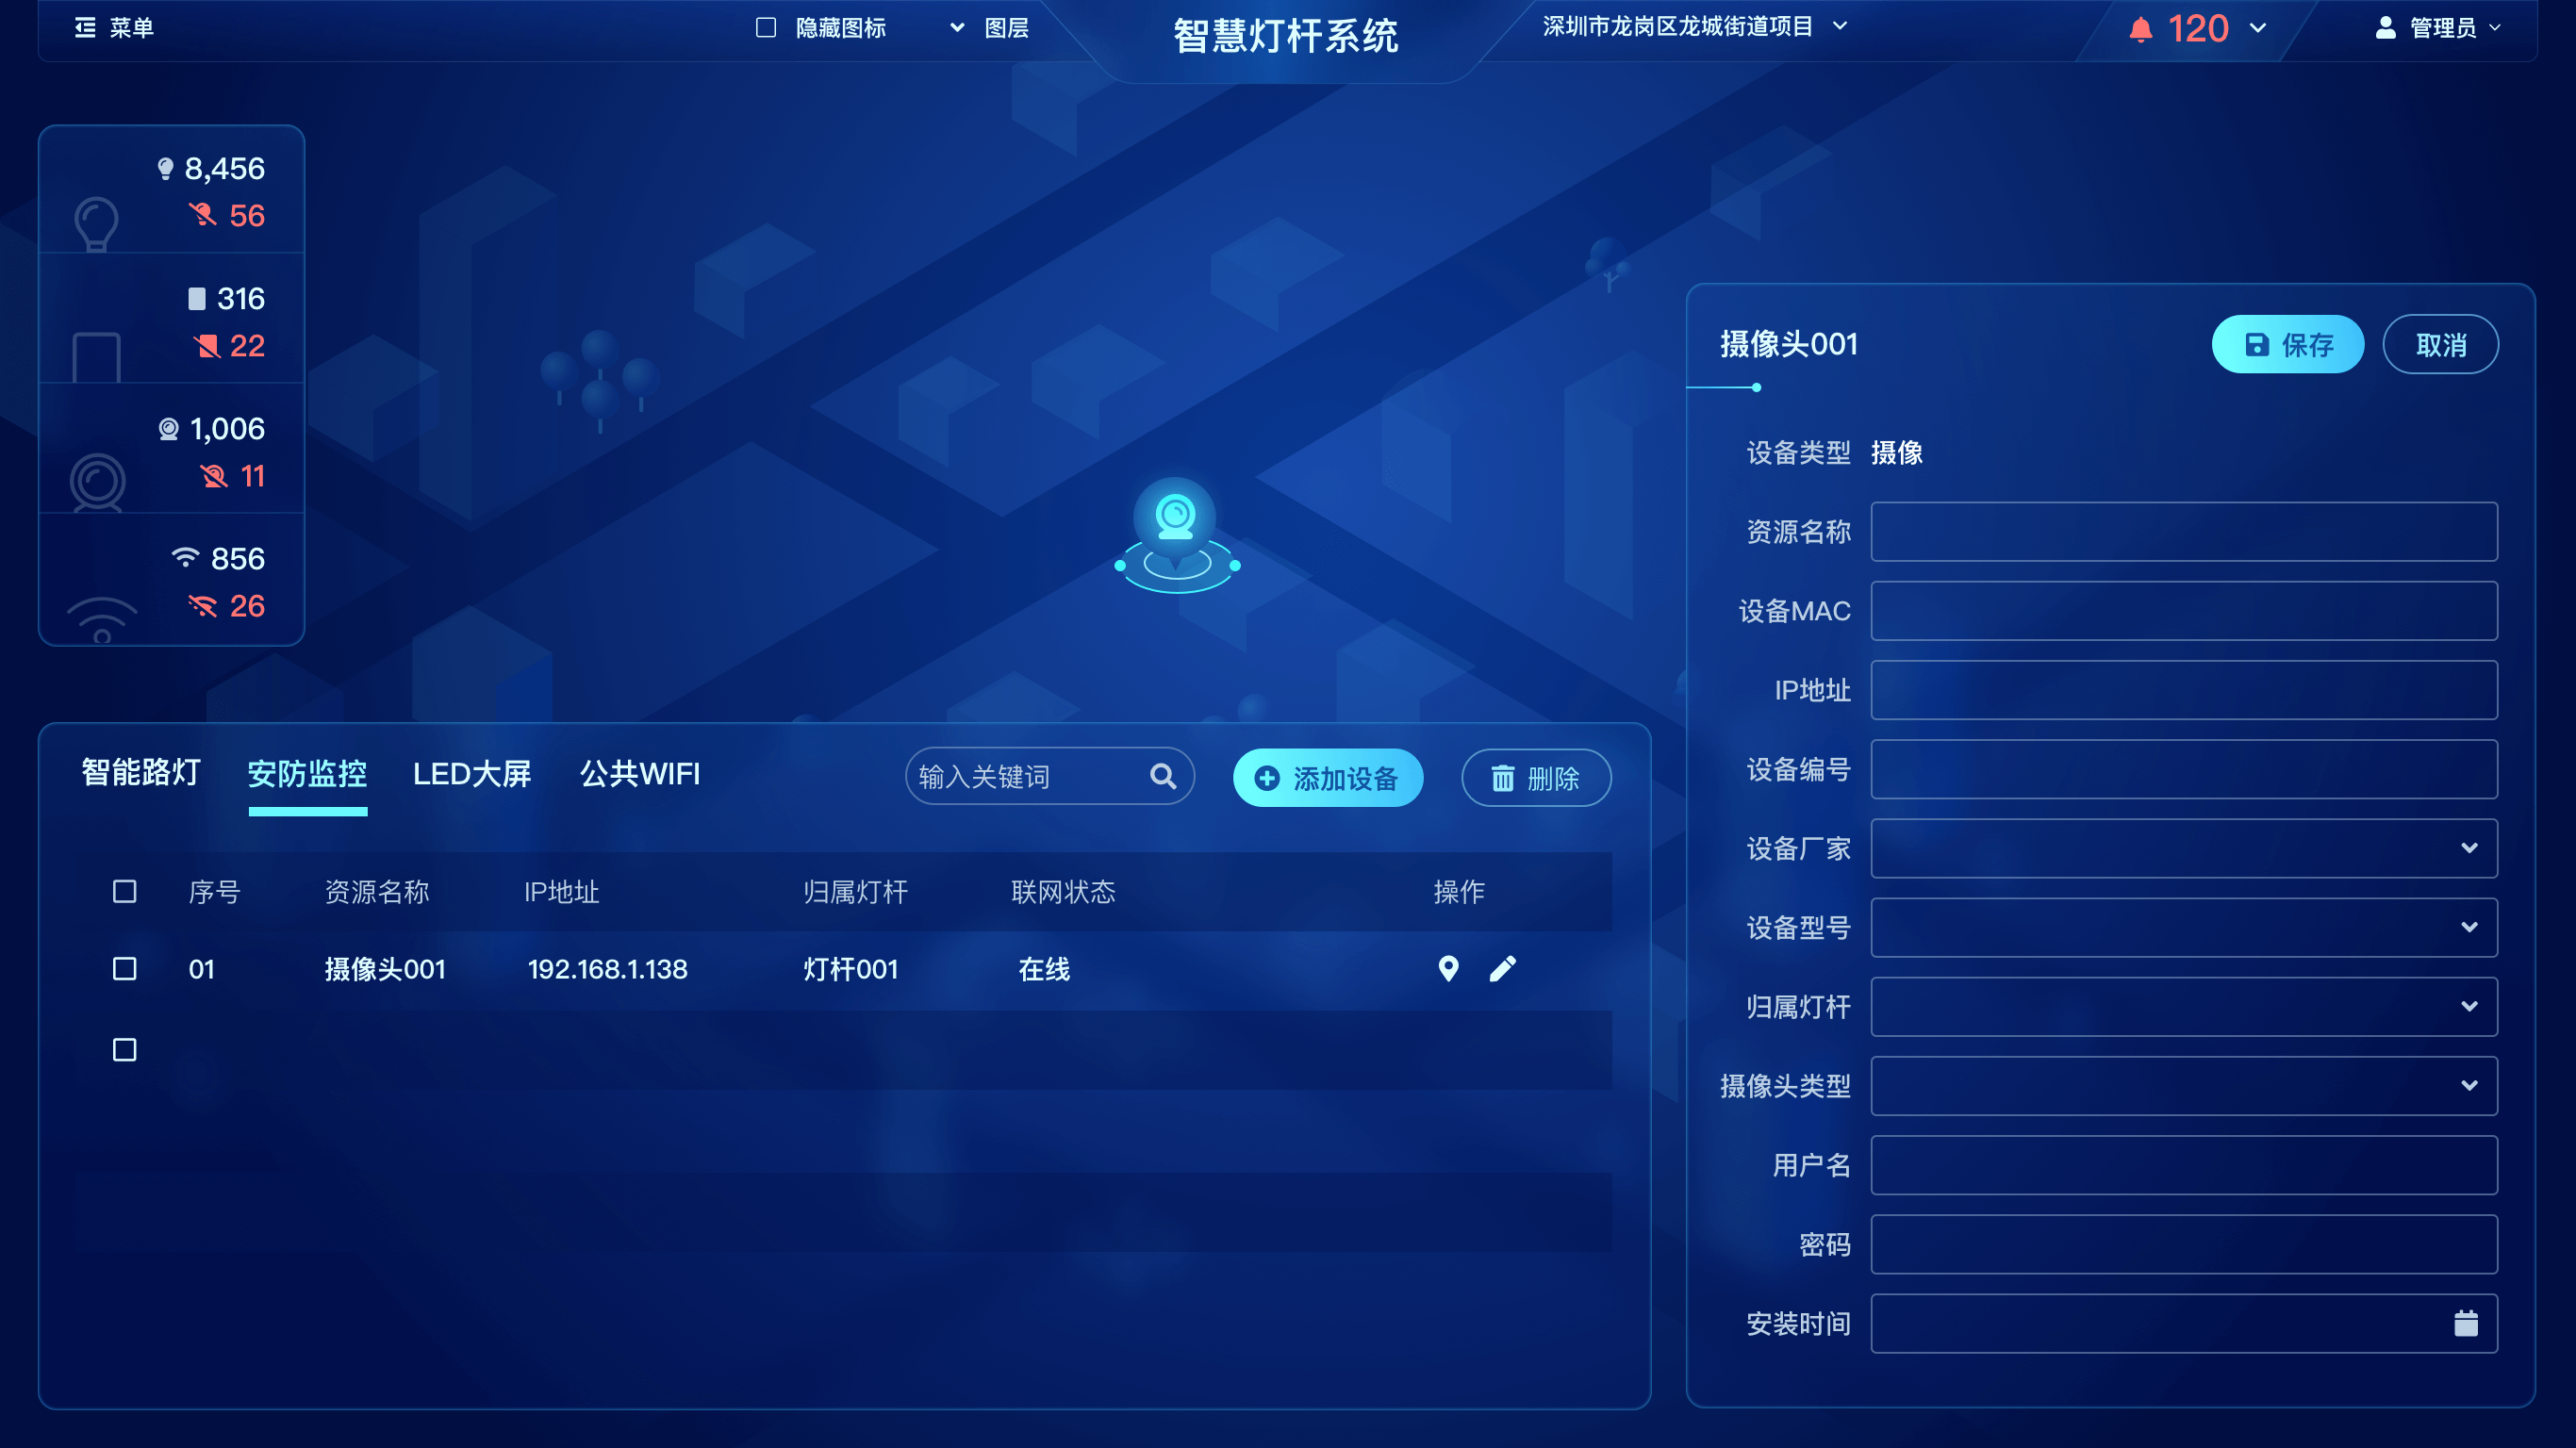 菜单
隐藏图标
图层
智慧灯杆系统
深圳市龙岗区龙城街道项目
120
管理员
8,456
56
316
22
1,006
11
856
26
智能路灯
安防监控
LED大屏
公共WIFI
输入关键词
添加设备
删除
序号
资源名称
IP地址
归属灯杆
联网状态
操作
01
摄像头001
192.168.1.138
灯杆001
在线
摄像头001
保存
取消
设备类型
摄像
资源名称
设备MAC
IP地址
设备编号
设备厂家
设备型号
归属灯杆
摄像头类型
用户名
密码
安装时间